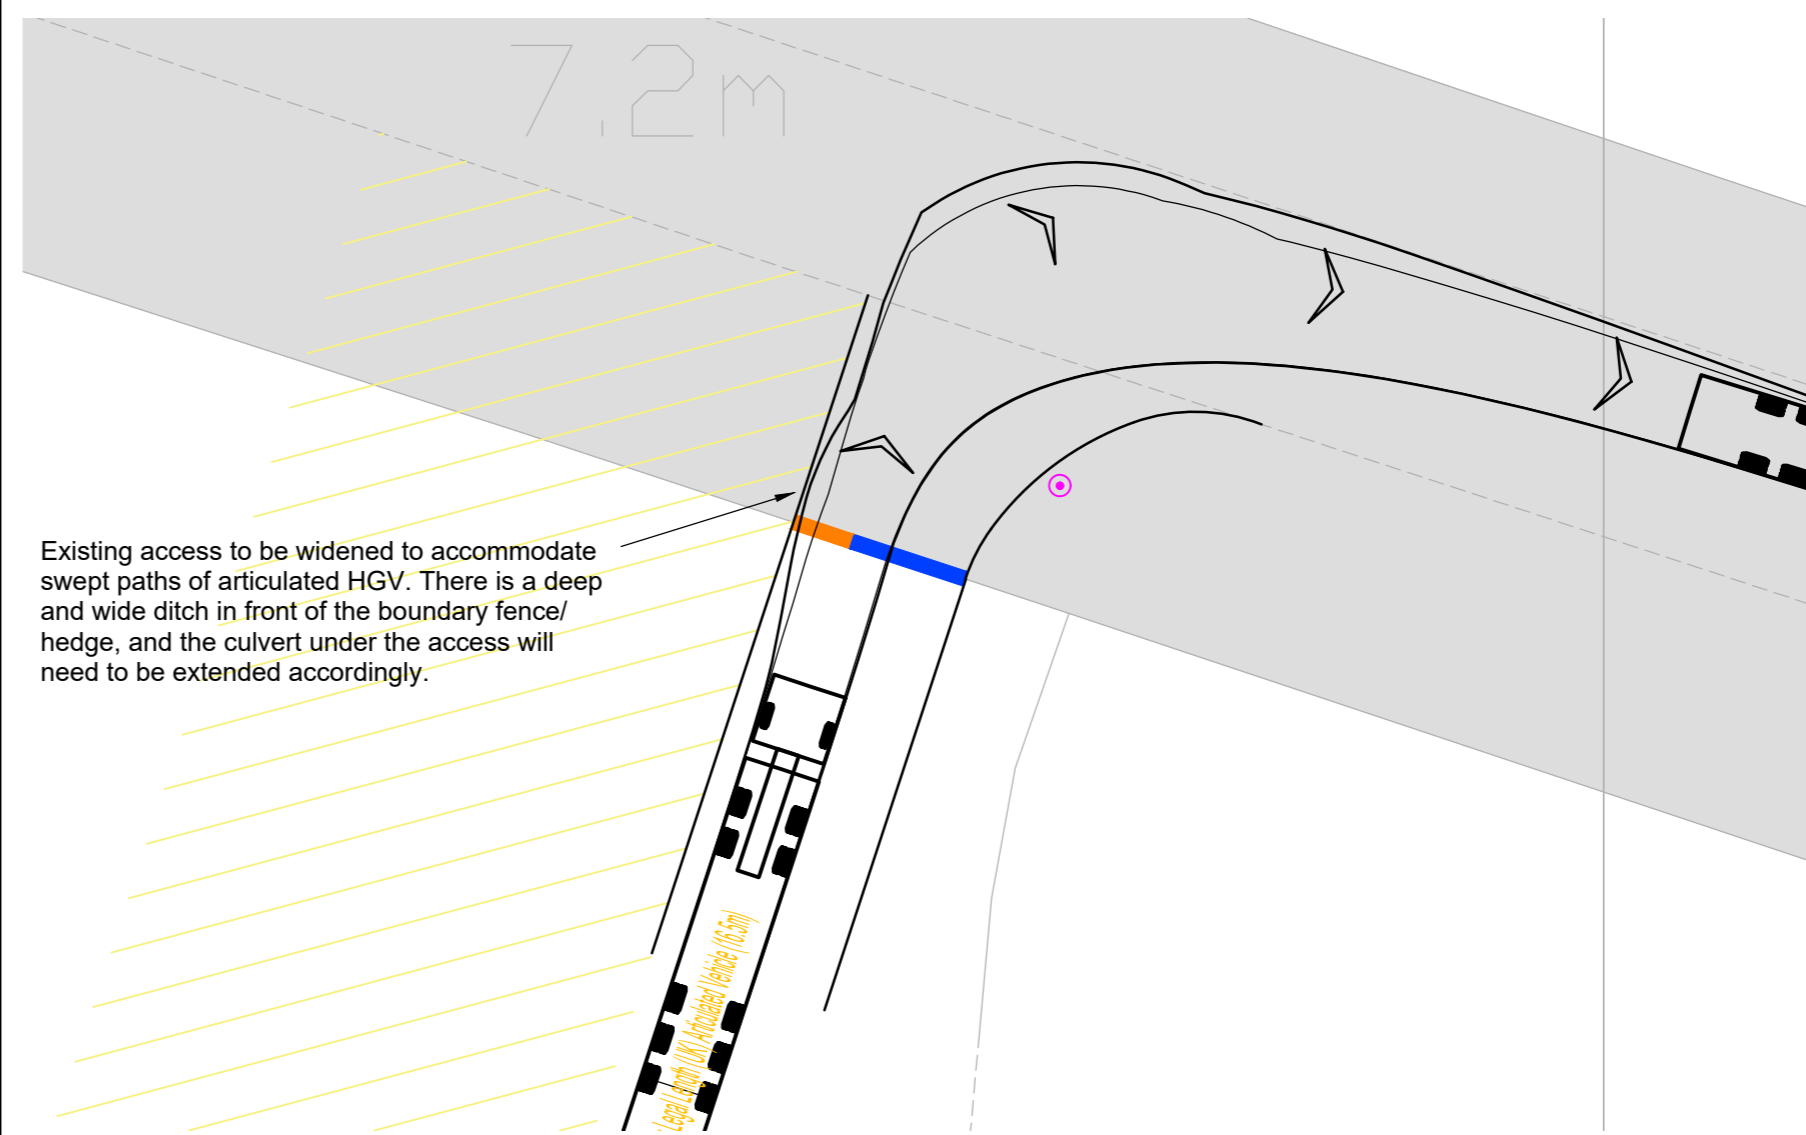 7.2m
Existing access to be widened to accommodate
swept paths of articulated HGV. There is a deep
and wide ditch in front of the boundary fence/
hedge, and the culvert under the access will
need to be extended accordingly.
Legal Length (UK) Articulated Vehicle (16.5m)